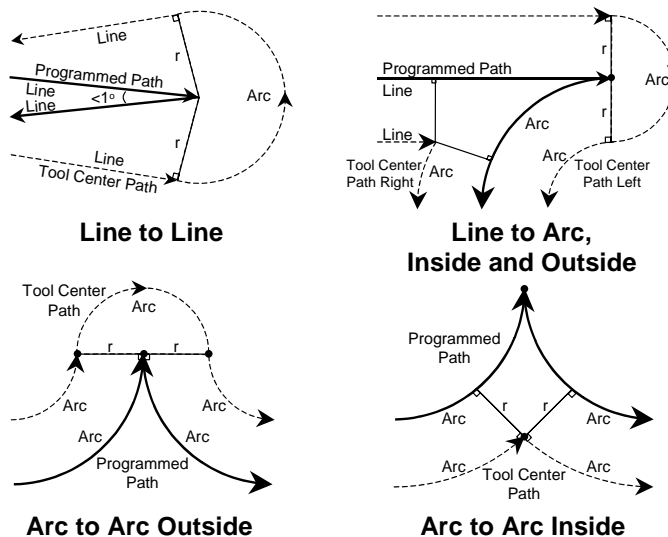 Line
r
Programmed Path
Line
Line
<1°
Arc
r
Line
Tool Center Path
Line to Line
r
Programmed Path
Line
Arc
r
Arc
Line
Arc
Tool Center
Path Right
Arc
Tool Center
Path Left
Line to Arc,
Inside and Outside
Tool Center
Path
Arc
r
r
Arc
Arc
Arc
Arc
Programmed
Path
Arc to Arc Outside
Programmed
Path
Arc
r
r
Arc
Arc
Arc
Tool Center
Path
Arc to Arc Inside